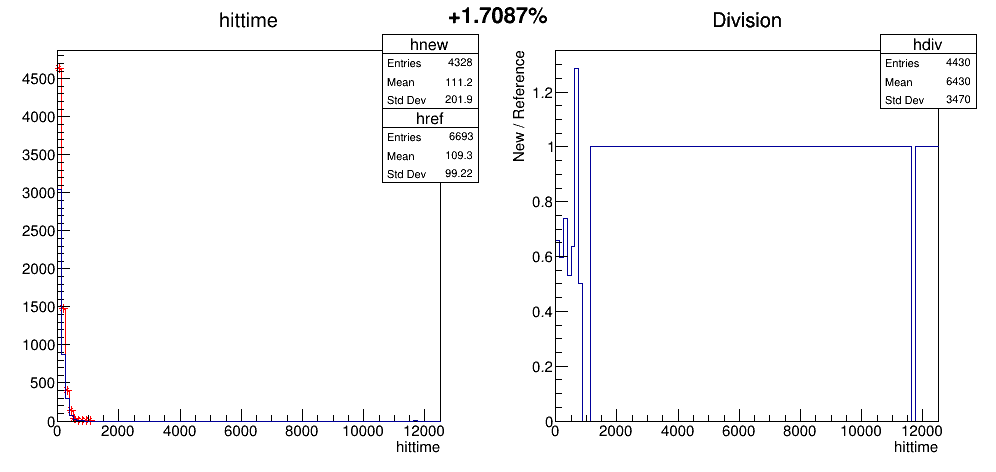 +1.7087%
hittime
hnew
Entries 4328
Mean 111.2
Std Dev 201.9
href
Entries 6693
Mean 109.3
Std Dev 99.22
4500
4000
3500
3000
2500
2000
1500
1000
500
0
0 2000 4000 6000 8000 10000 12000
hittime
Division
hdiv
Entries 4430
Mean 6430
Std Dev 3470
New / Reference
1.2
1
0.8
0.6
0.4
0.2
0
0 2000 4000 6000 8000 10000 12000
hittime